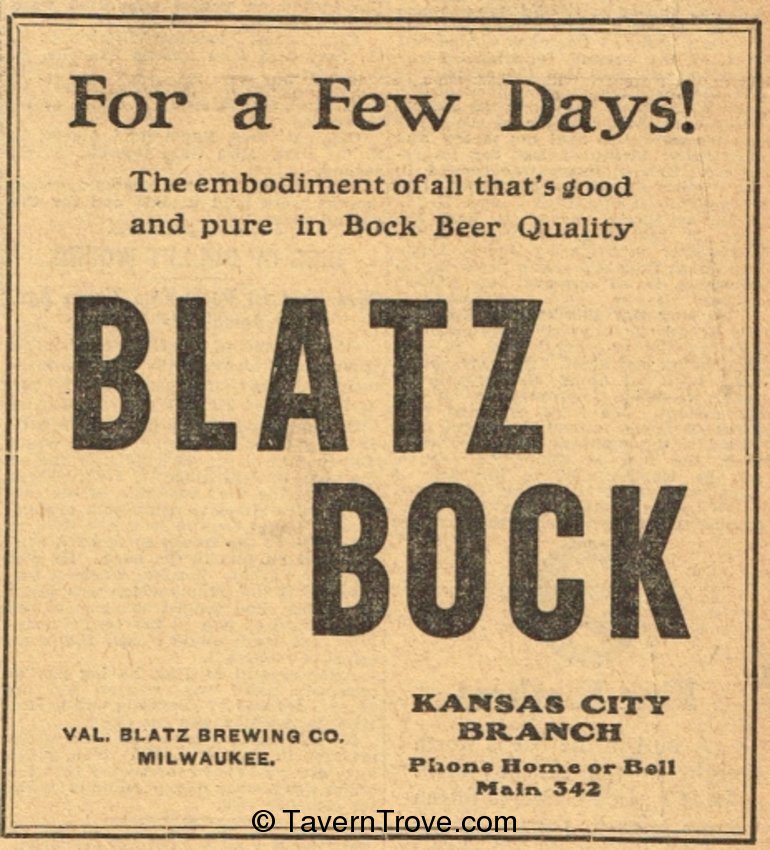 For a Few Days!
The embodiment of all that's good
and pure in Bock Beer Quality
BLATZ
BOCK
VAL. BLATZ BREWING CO.
MILWAUKEE.
KANSAS CITY
BRANCH
Phone Home or Bell
Main 342
© TavernTrove.com